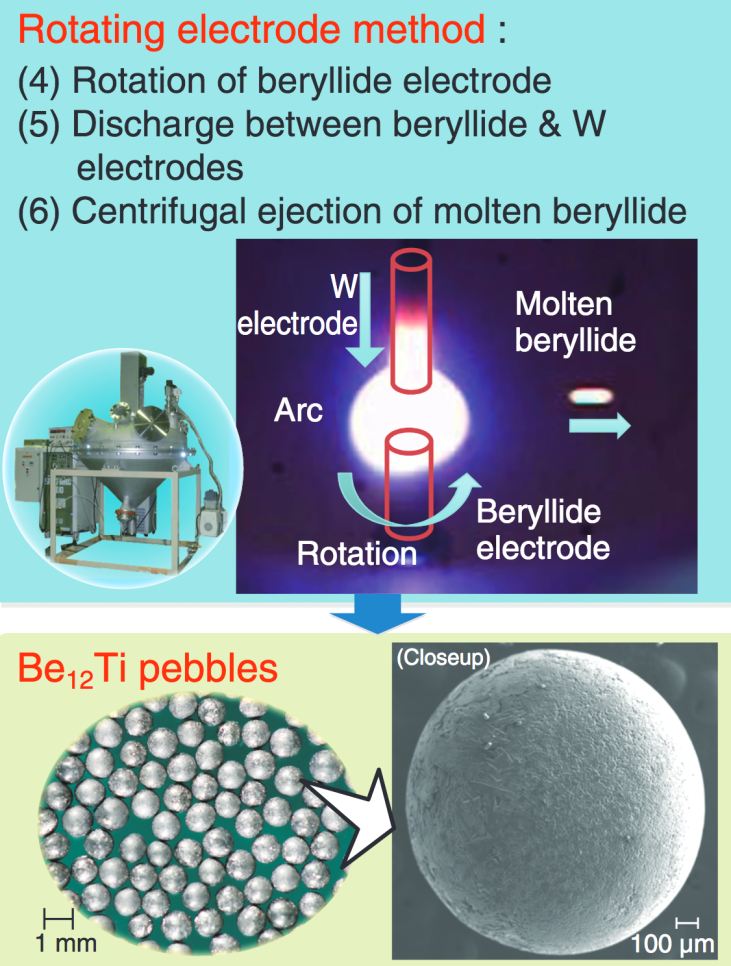 Rotating electrode method :
(4) Rotation of beryllide electrode
(5) Discharge between beryllide & W
electrodes
(6) Centrifugal ejection of molten beryllide
W
electrode
Molten
beryllide
Arc
Beryllide
electrode
Rotation
Be₁₂Ti pebbles
(Closeup)
1 mm
100 μm